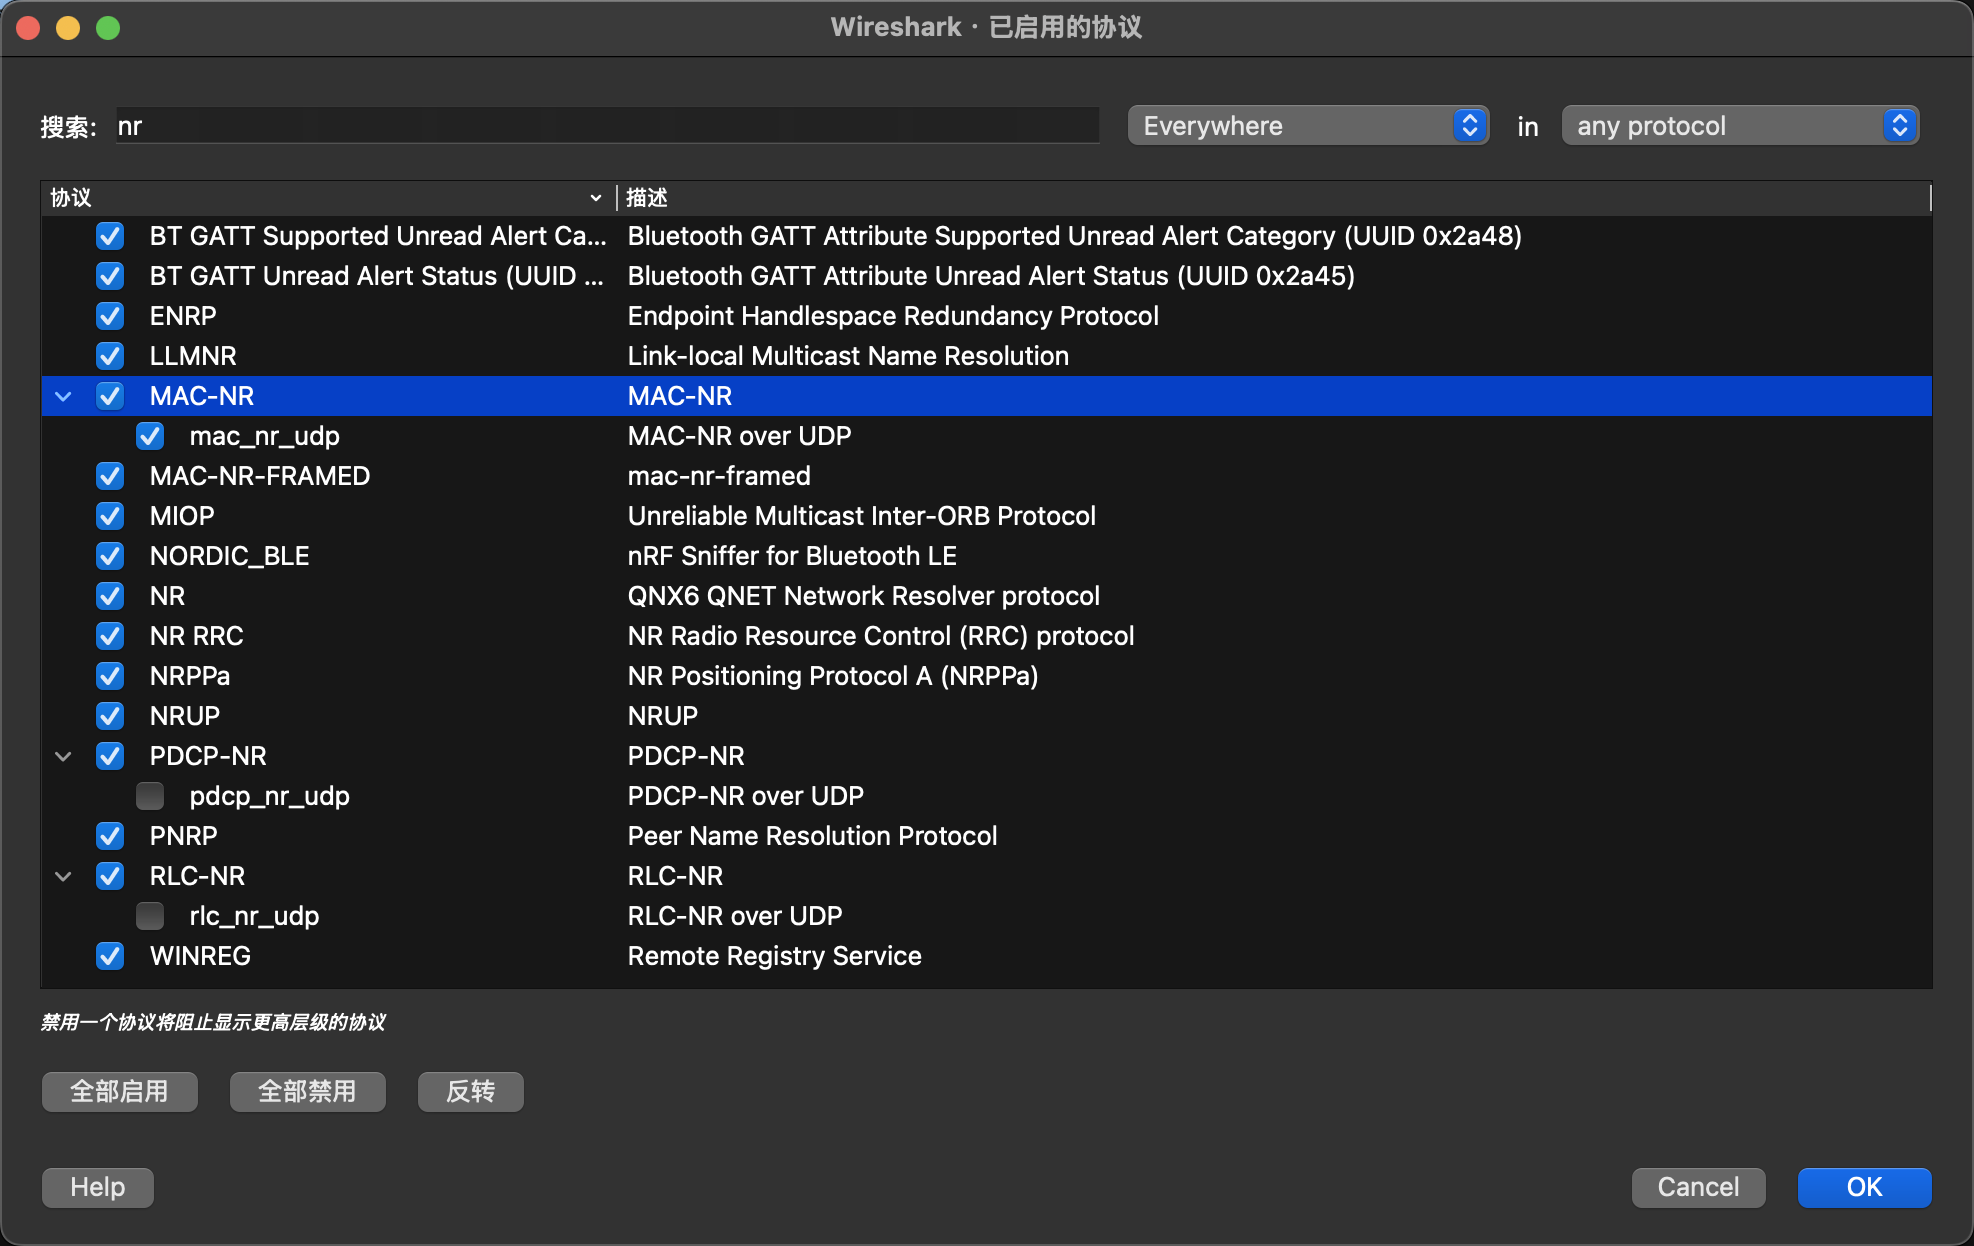 Wireshark · 已启用的协议
搜索: nr Everywhere in any protocol
协议 描述
BT GATT Supported Unread Alert Ca... Bluetooth GATT Attribute Supported Unread Alert Category (UUID 0x2a48)
BT GATT Unread Alert Status (UUID ... Bluetooth GATT Attribute Unread Alert Status (UUID 0x2a45)
ENRP Endpoint Handlespace Redundancy Protocol
LLMNR Link-local Multicast Name Resolution
MAC-NR MAC-NR
mac_nr_udp MAC-NR over UDP
MAC-NR-FRAMED mac-nr-framed
MIOP Unreliable Multicast Inter-ORB Protocol
NORDIC_BLE nRF Sniffer for Bluetooth LE
NR QNX6 QNET Network Resolver protocol
NR RRC NR Radio Resource Control (RRC) protocol
NRPPa NR Positioning Protocol A (NRPPa)
NRUP NRUP
PDCP-NR PDCP-NR
pdcp_nr_udp PDCP-NR over UDP
PNRP Peer Name Resolution Protocol
RLC-NR RLC-NR
rlc_nr_udp RLC-NR over UDP
WINREG Remote Registry Service
禁用一个协议将阻止显示更高层级的协议
全部启用 全部禁用 反转
Help Cancel OK